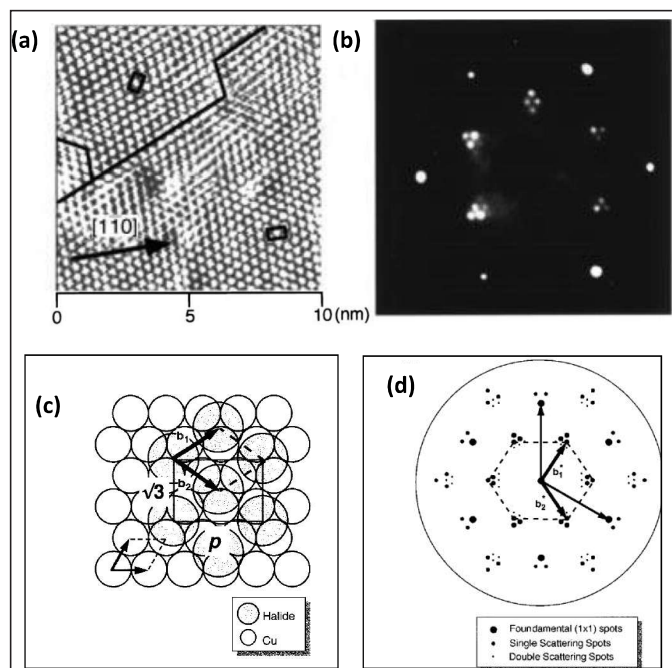 (a)
[110]
0 5 10 (nm)
(b)
(c)
b1
b2
√3
p
Halide
Cu
(d)
b1
b2
Foundamental (1x1) spots
Single Scattering Spots
Double Scattering Spots